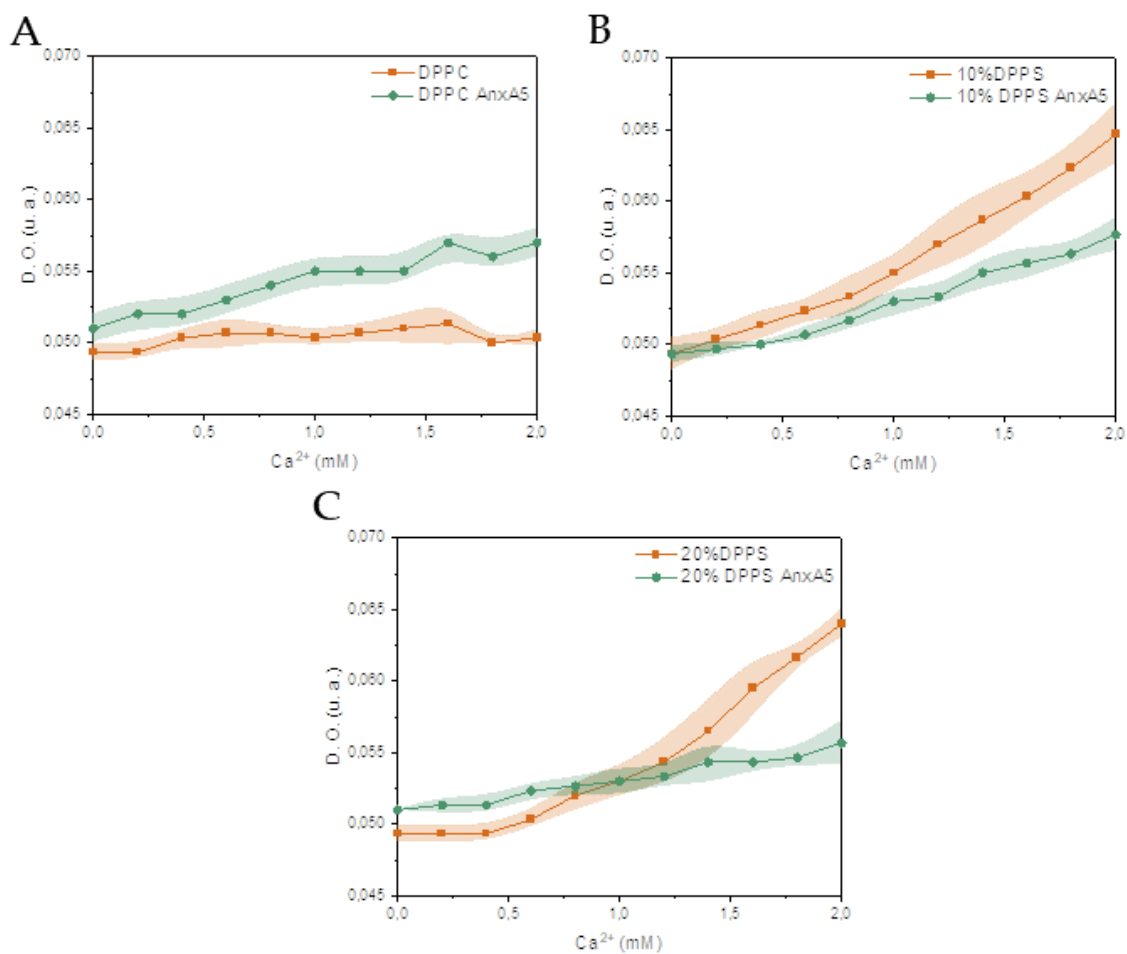 A
0,070
0,065
0,060
0,055
0,050
0,045
D. O. (u. a.)
DPPC
DPPC AnxA5
0,0 0,5 1,0 1,5 2,0
Ca²⁺ (mM)
B
0,070
0,065
0,060
0,055
0,050
0,045
D. O. (u. a.)
10%DPPS
10% DPPS AnxA5
0,0 0,5 1,0 1,5 2,0
Ca²⁺ (mM)
C
0,070
0,065
0,060
0,055
0,050
0,045
D. O. (u. a.)
20%DPPS
20% DPPS AnxA5
0,0 0,5 1,0 1,5 2,0
Ca²⁺ (mM)